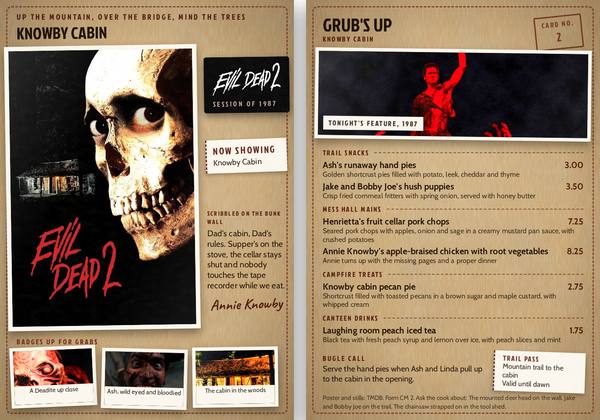 UP THE MOUNTAIN, OVER THE BRIDGE, MIND THE TREES
KNOWBY CABIN
EVIL DEAD 2
EVIL DEAD 2
SESSION OF 1987
NOW SHOWING
Knowby Cabin
SCRIBBLED ON THE BUNK
WALL
Dad's cabin, Dad's
rules. Supper's on the
stove, the cellar stays
shut and nobody
touches the tape
recorder while we eat.
Annie Knowby
BADGES UP FOR GRABS
A Deadite up close
Ash, wild eyed and bloodied
The cabin in the woods
GRUB'S UP
KNOWBY CABIN
CARD NO.
2
TONIGHT'S FEATURE, 1987
TRAIL SNACKS
Ash's runaway hand pies 3.00
Golden shortcrust pies filled with potato, leek, cheddar and thyme
Jake and Bobby Joe's hush puppies 3.50
Crisp fried cornmeal fritters with spring onion, served with honey butter
MESS HALL MAINS
Henrietta's fruit cellar pork chops 7.25
Seared pork chops with apples, onion and sage in a creamy mustard pan sauce, with
crushed potatoes
Annie Knowby's apple-braised chicken with root vegetables 8.25
Annie turns up with the missing pages and a proper dinner
CAMPFIRE TREATS
Knowby cabin pecan pie 2.75
Shortcrust filled with toasted pecans in a brown sugar and maple custard, with
whipped cream
CANTEEN DRINKS
Laughing room peach iced tea 1.75
Black tea with fresh peach syrup and lemon over ice, with peach slices and mint
BUGLE CALL
Serve the hand pies when Ash and Linda pull up
to the cabin in the opening.
TRAIL PASS
Mountain trail to the
cabin
Valid until dawn
Poster and stills: TMDB. Form CM 2. Ask the cook about: The mounted deer head on the wall. Jake
and Bobby Joe on the trail. The chainsaw strapped on in the tool shed.